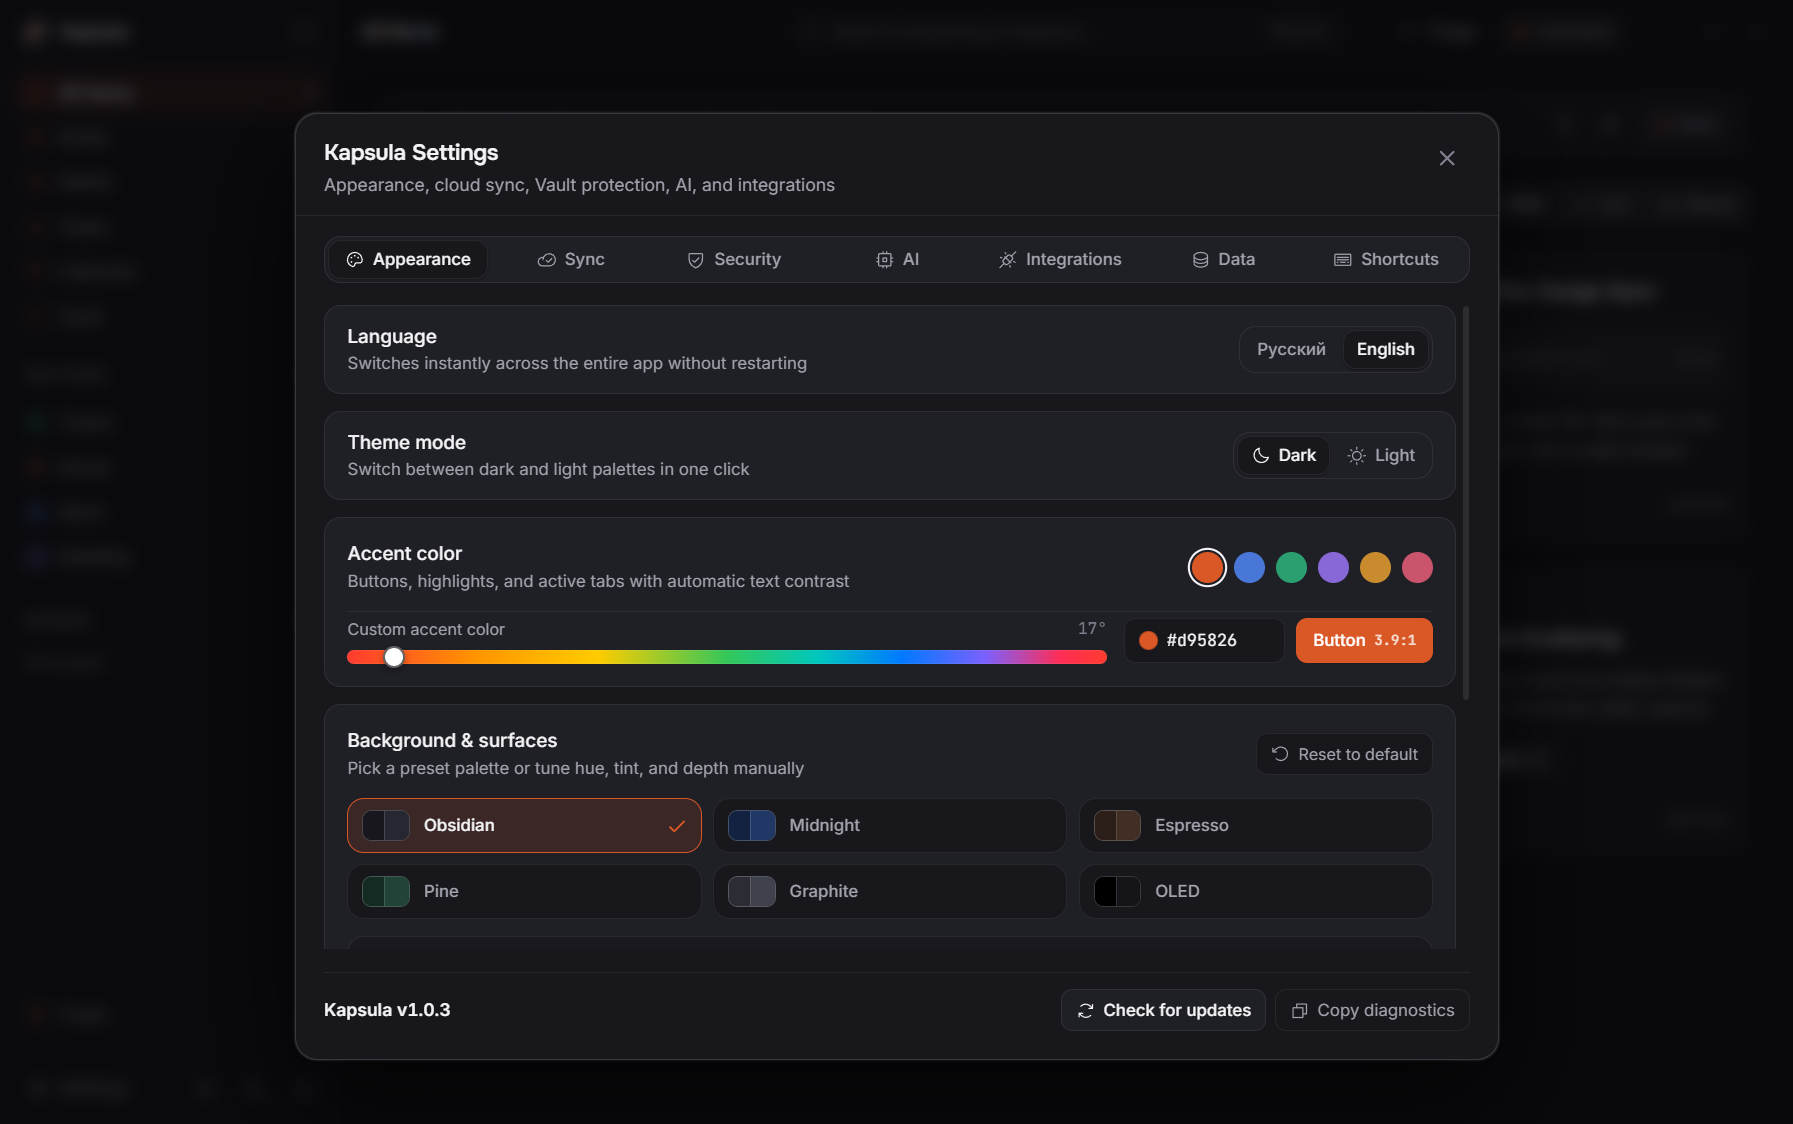 Kapsula Settings
Appearance, cloud sync, Vault protection, AI, and integrations
Appearance
Sync
Security
AI
Integrations
Data
Shortcuts
Language
Switches instantly across the entire app without restarting
Русский
English
Theme mode
Switch between dark and light palettes in one click
Dark
Light
Accent color
Buttons, highlights, and active tabs with automatic text contrast
Custom accent color
17°
#d95826
Button 3.9:1
Background & surfaces
Pick a preset palette or tune hue, tint, and depth manually
Reset to default
Obsidian
Midnight
Espresso
Pine
Graphite
OLED
Kapsula v1.0.3
Check for updates
Copy diagnostics